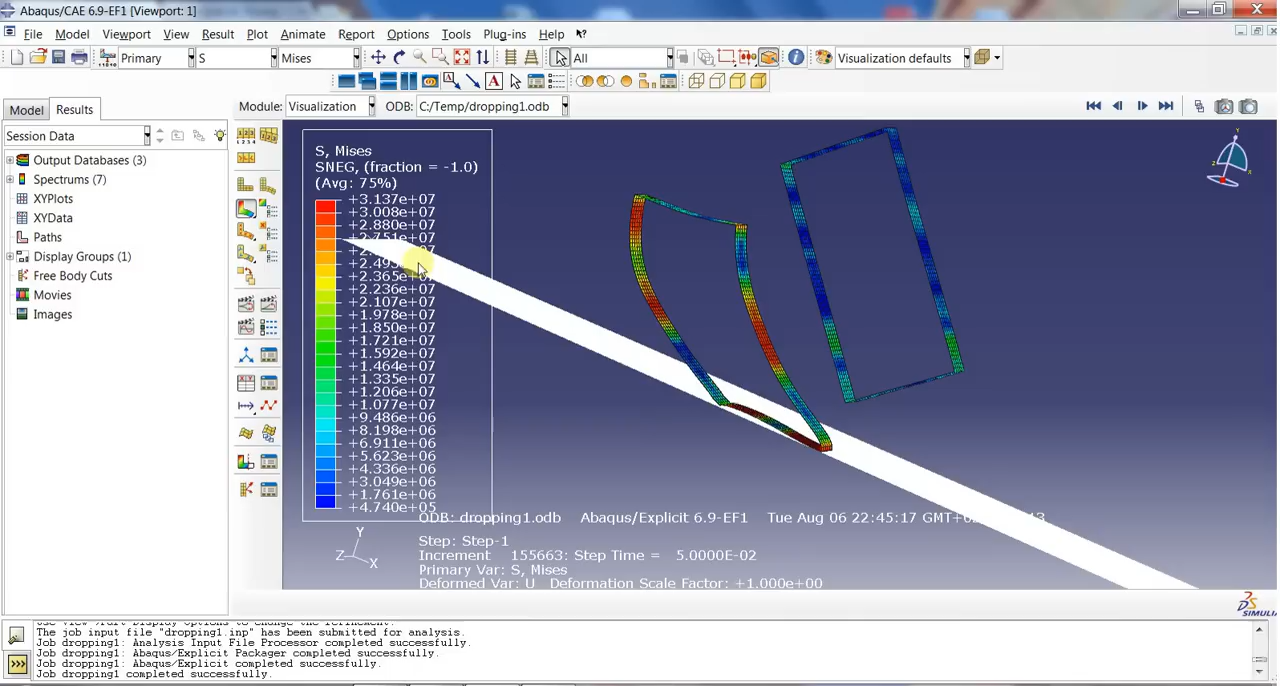 Abaqus/CAE 6.9-EF1 [Viewport: 1]
File Model Viewport View Result Plot Animate Report Options Tools Plug-ins Help
Primary S Mises All Visualization defaults
Model Results Module: Visualization ODB: C:/Temp/dropping1.odb
Session Data
Output Databases (3)
Spectrums (7)
XYPlots
XYData
Paths
Display Groups (1)
Free Body Cuts
Movies
Images
S, Mises
SNEG, (fraction = -1.0)
(Avg: 75%)
+3.137e+07
+3.008e+07
+2.880e+07
+2.751e+07
+2.365e+07
+2.236e+07
+2.107e+07
+1.978e+07
+1.850e+07
+1.721e+07
+1.592e+07
+1.464e+07
+1.335e+07
+1.206e+07
+1.077e+07
+9.486e+06
+8.198e+06
+6.911e+06
+5.623e+06
+4.336e+06
+3.049e+06
+1.761e+06
+4.740e+05
Y
Z
X
Y
Z
X
ODB: dropping1.odb Abaqus/Explicit 6.9-EF1 Tue Aug 06 22:45:17
Step: Step-1
Increment 155663: Step Time = 5.0000E-02
Primary Var: S, Mises
Deformed Var: U Deformation Scale Factor: +1.000e+00
SIMULIA
The job input file "dropping1.inp" has been submitted for analysis.
Job dropping1: Analysis Input File Processor completed successfully.
Job dropping1: Abaqus/Explicit Packager completed successfully.
Job dropping1: Abaqus/Explicit completed successfully.
Job dropping1 completed successfully.